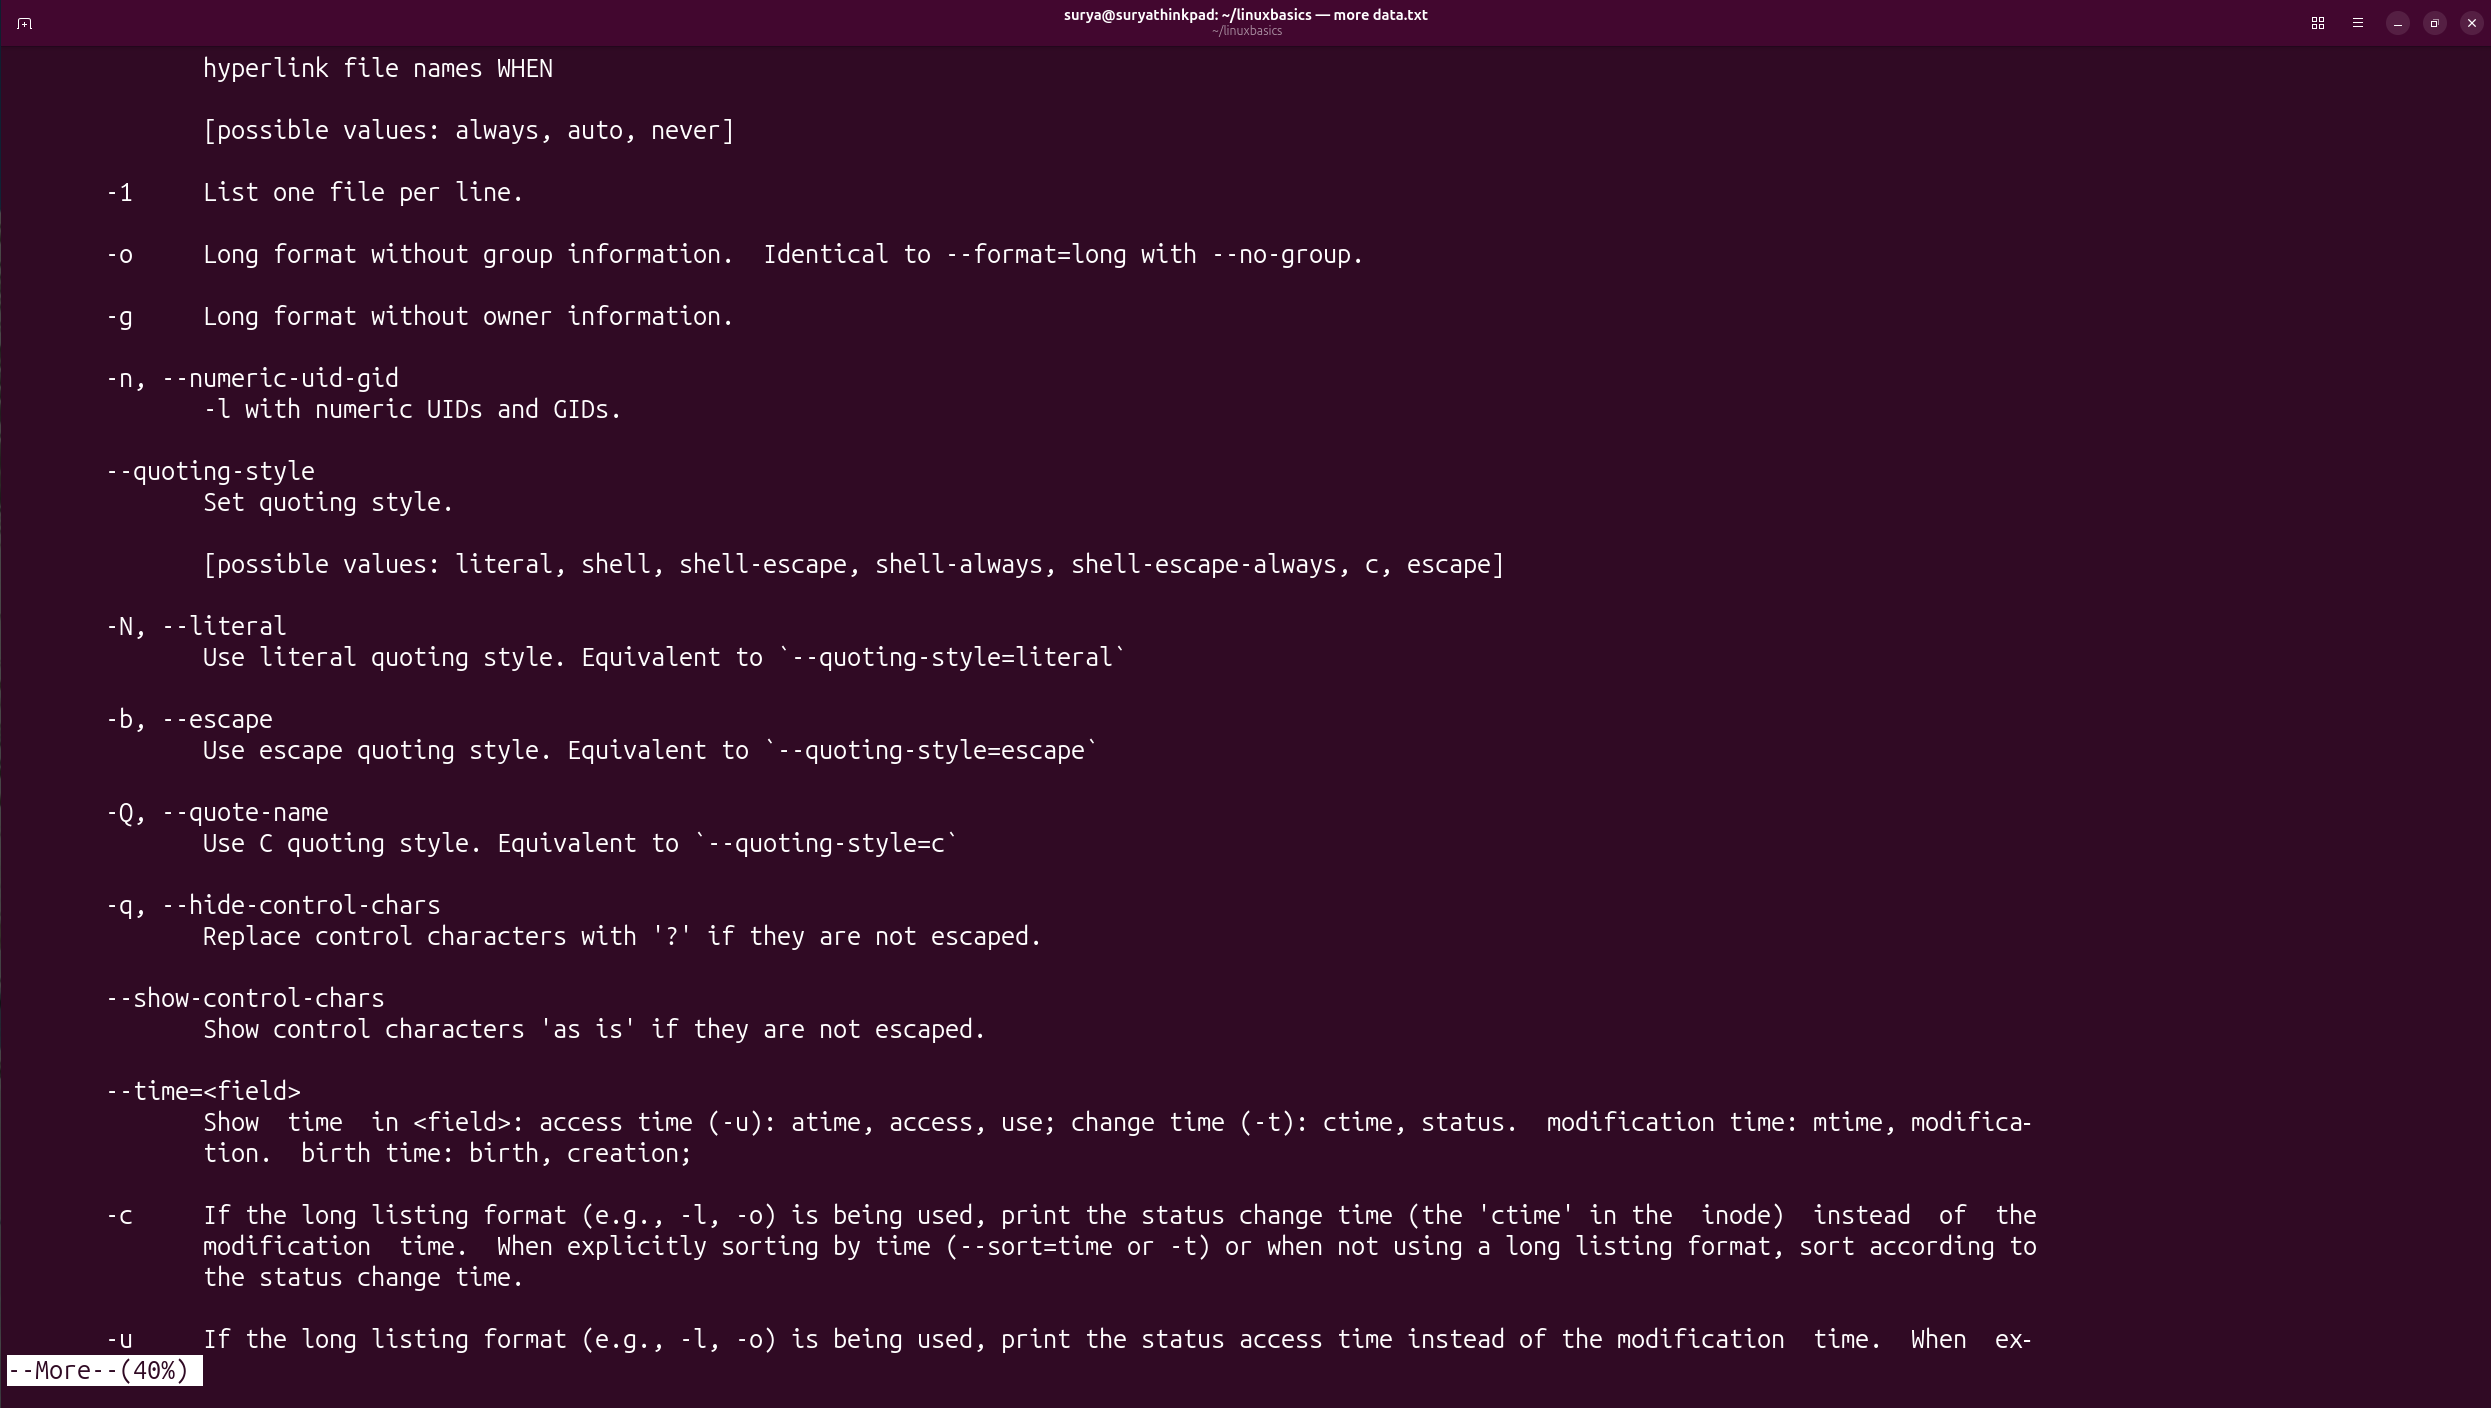 surya@suryathinkpad: ~/linuxbasics — more data.txt
~/linuxbasics
hyperlink file names WHEN
[possible values: always, auto, never]
-1     List one file per line.
-o     Long format without group information.  Identical to --format=long with --no-group.
-g     Long format without owner information.
-n, --numeric-uid-gid
-l with numeric UIDs and GIDs.
--quoting-style
Set quoting style.
[possible values: literal, shell, shell-escape, shell-always, shell-escape-always, c, escape]
-N, --literal
Use literal quoting style. Equivalent to `--quoting-style=literal`
-b, --escape
Use escape quoting style. Equivalent to `--quoting-style=escape`
-Q, --quote-name
Use C quoting style. Equivalent to `--quoting-style=c`
-q, --hide-control-chars
Replace control characters with '?' if they are not escaped.
--show-control-chars
Show control characters 'as is' if they are not escaped.
--time=<field>
Show  time  in <field>: access time (-u): atime, access, use; change time (-t): ctime, status.  modification time: mtime, modifica-
tion.  birth time: birth, creation;
-c     If the long listing format (e.g., -l, -o) is being used, print the status change time (the 'ctime' in the  inode)  instead  of  the
modification  time.  When explicitly sorting by time (--sort=time or -t) or when not using a long listing format, sort according to
the status change time.
-u     If the long listing format (e.g., -l, -o) is being used, print the status access time instead of the modification  time.  When  ex-
--More--(40%)